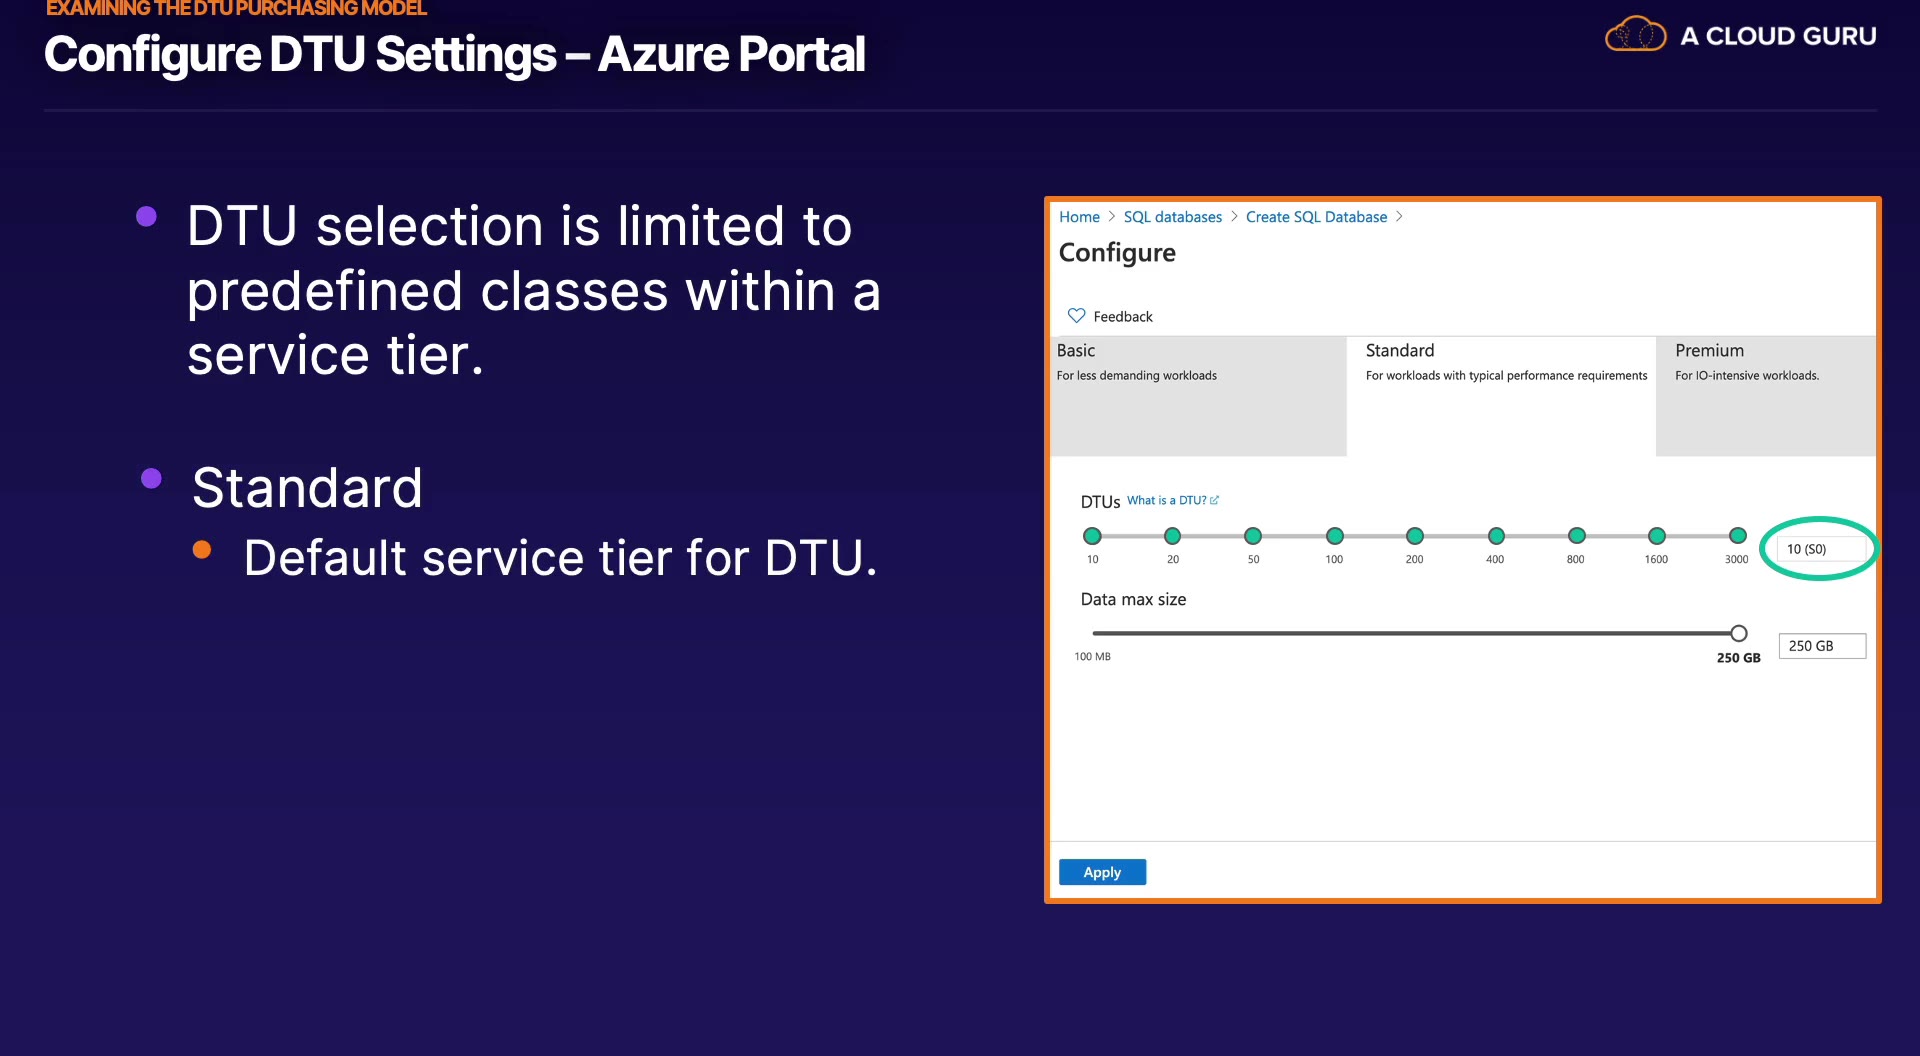 EXAMINING THE DTU PURCHASING MODEL
Configure DTU Settings – Azure Portal
A CLOUD GURU
DTU selection is limited to
predefined classes within a
service tier.
Standard
Default service tier for DTU.
Home > SQL databases > Create SQL Database >
Configure
Feedback
Basic
For less demanding workloads
Standard
For workloads with typical performance requirements
Premium
For IO-intensive workloads.
DTUs What is a DTU?
10 20 50 100 200 400 800 1600 3000
10 (S0)
Data max size
100 MB
250 GB
250 GB
Apply